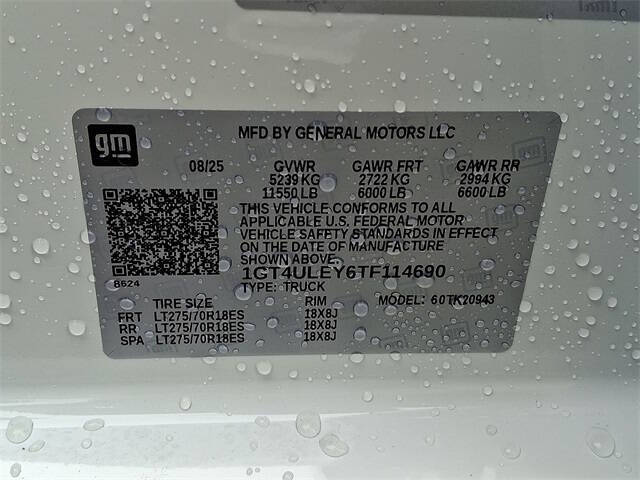 gm
MFD BY GENERAL MOTORS LLC
08/25 GVWR GAWR FRT GAWR RR
5239 KG 2722 KG 2994 KG
11550 LB 6000 LB 6600 LB
THIS VEHICLE CONFORMS TO ALL
APPLICABLE U.S. FEDERAL MOTOR
VEHICLE SAFETY STANDARDS IN EFFECT
ON THE DATE OF MANUFACTURE
SHOWN ABOVE.
1GT4ULEY6TF114690
8624
TYPE: TRUCK
TIRE SIZE RIM MODEL: 60TK20943
FRT LT275/70R18ES 18X8J
RR LT275/70R18ES 18X8J
SPA LT275/70R18ES 18X8J